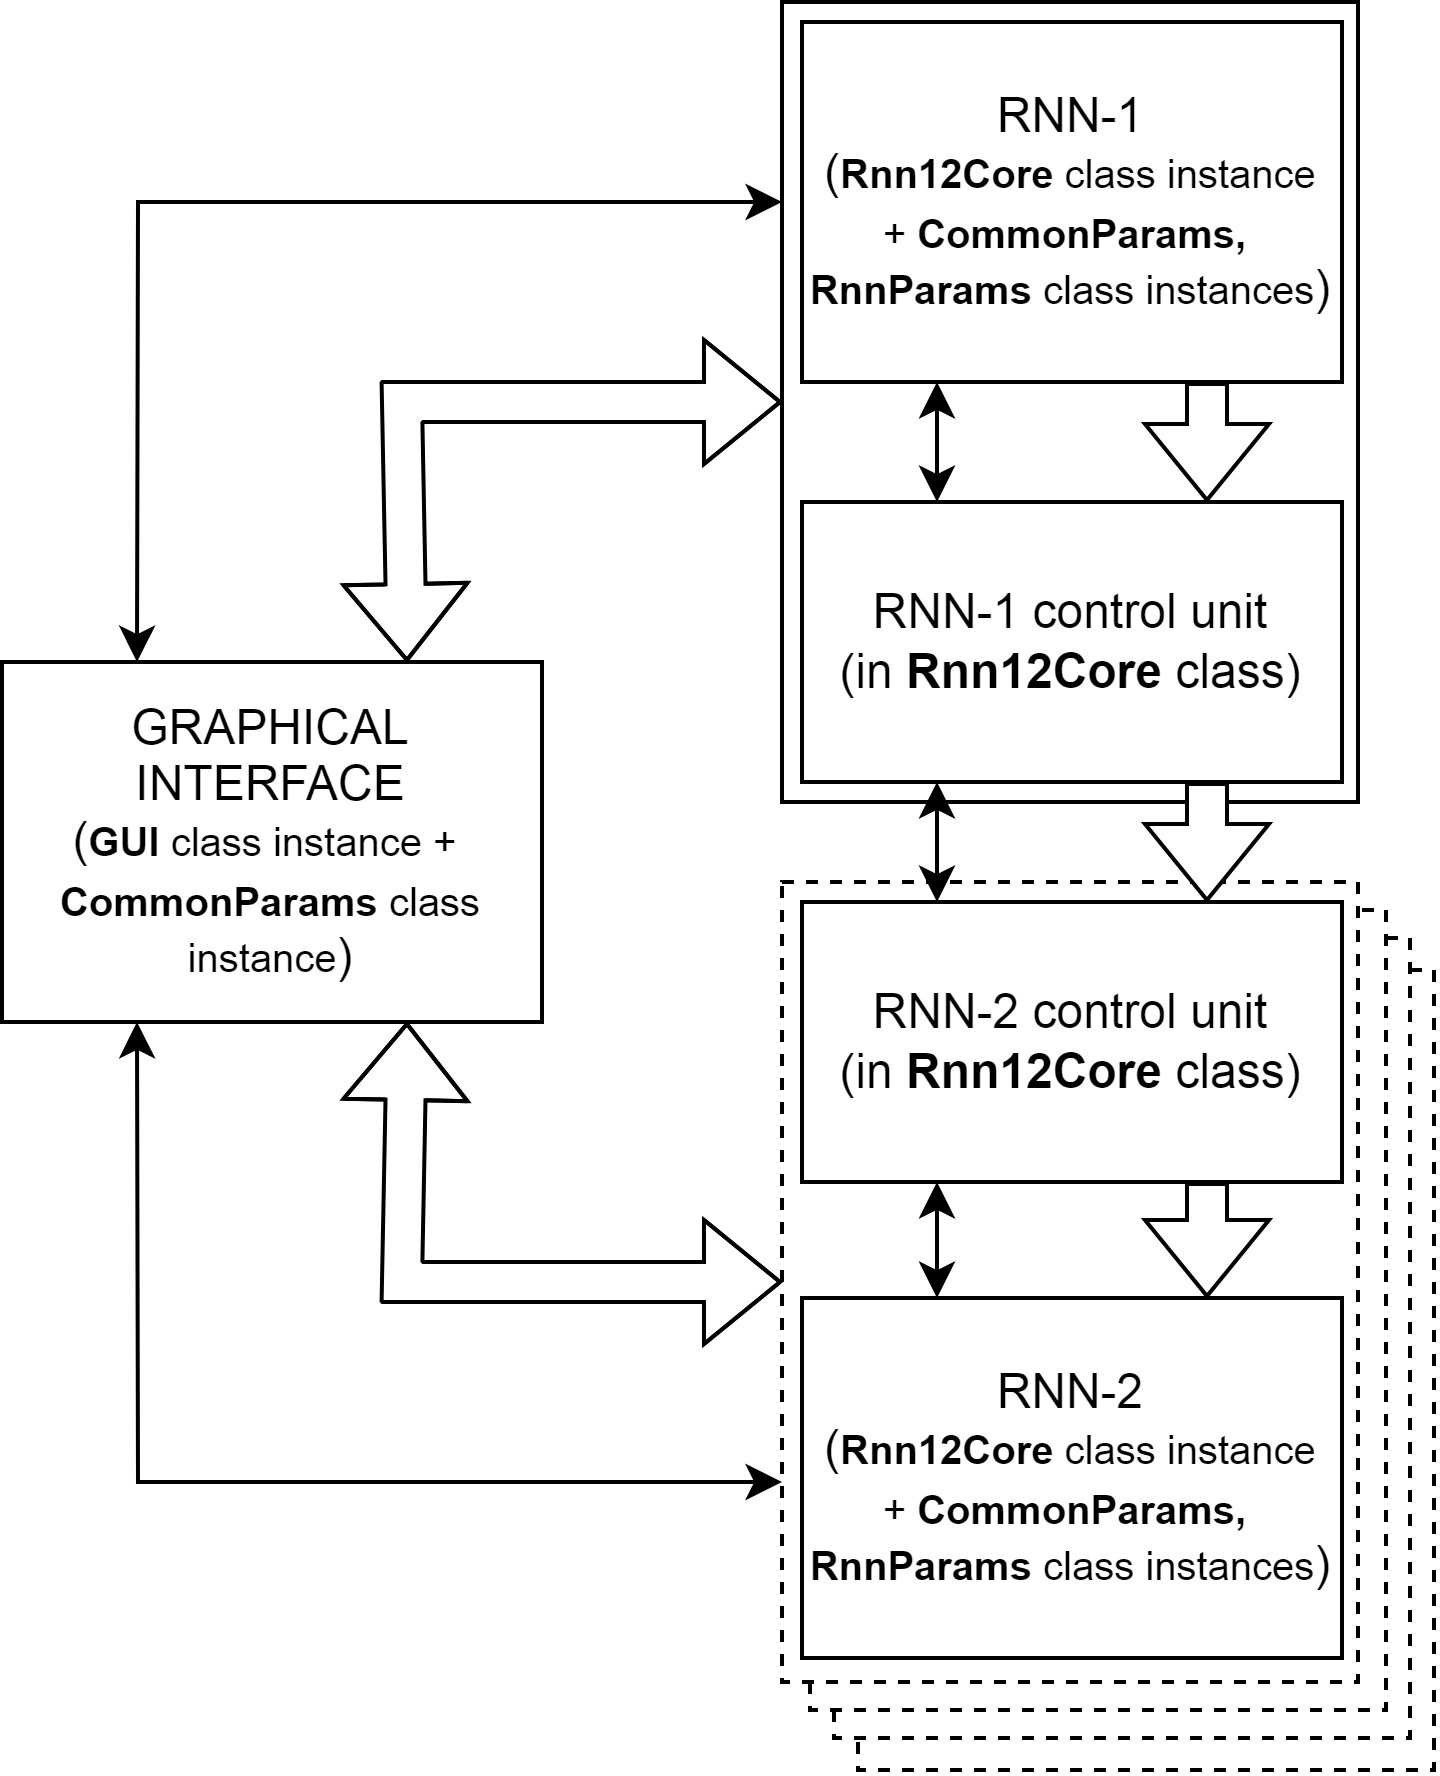 RNN-1
(Rnn12Core class instance
+ CommonParams,
RnnParams class instances)
RNN-1 control unit
(in Rnn12Core class)
GRAPHICAL
INTERFACE
(GUI class instance +
CommonParams class
instance)
RNN-2 control unit
(in Rnn12Core class)
RNN-2
(Rnn12Core class instance
+ CommonParams,
RnnParams class instances)